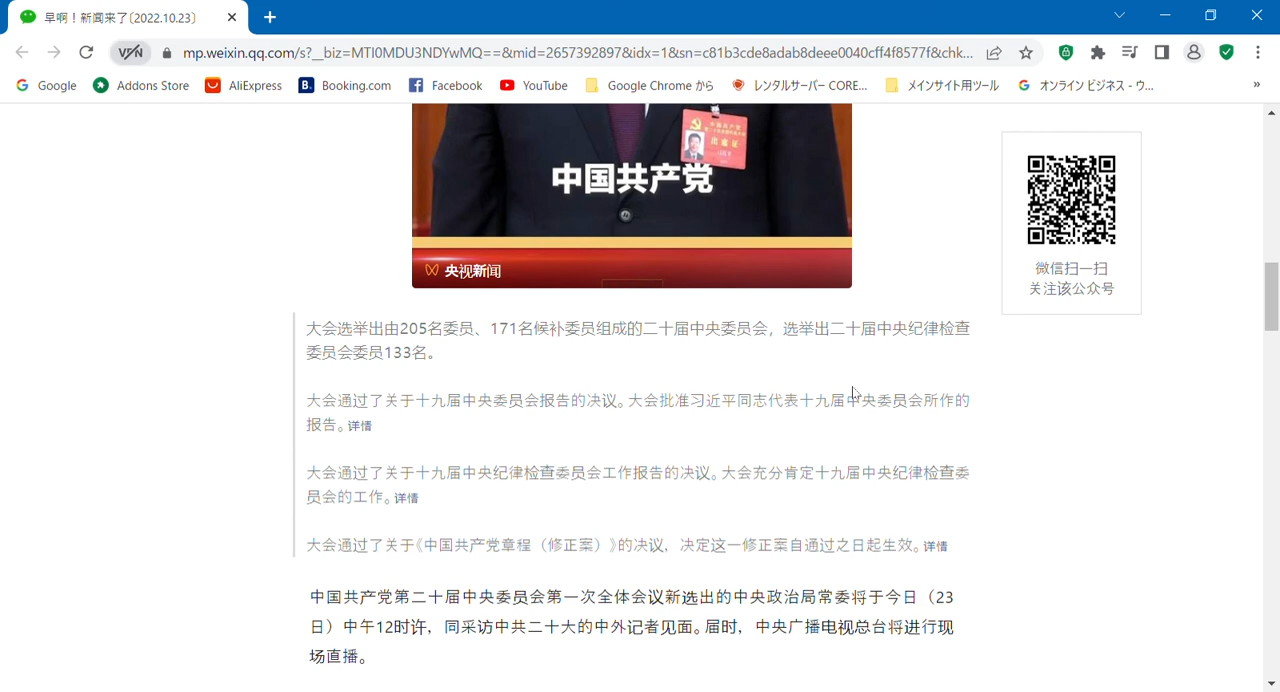 早啊！新闻来了〔2022.10.23〕
VPN
mp.weixin.qq.com/s?__biz=MTI0MDU3NDYwMQ==&mid=2657392897&idx=1&sn=c81b3cde8adab8deee0040cff4f8577f&chk...
Google
Addons Store
AliExpress
B.
Booking.com
Facebook
YouTube
Google Chrome から
レンタルサーバー CORE...
メインサイト用ツール
オンライン ビジネス - ウ...
»
出席证
中国共产党
央视新闻
微信扫一扫
关注该公众号
大会选举出由205名委员、171名候补委员组成的二十届中央委员会，选举出二十届中央纪律检查
委员会委员133名。
大会通过了关于十九届中央委员会报告的决议。大会批准习近平同志代表十九届中央委员会所作的
报告。详情
大会通过了关于十九届中央纪律检查委员会工作报告的决议。大会充分肯定十九届中央纪律检查委
员会的工作。详情
大会通过了关于《中国共产党章程（修正案）》的决议，决定这一修正案自通过之日起生效。详情
中国共产党第二十届中央委员会第一次全体会议新选出的中央政治局常委将于今日（23
日）中午12时许，同采访中共二十大的中外记者见面。届时，中央广播电视总台将进行现
场直播。